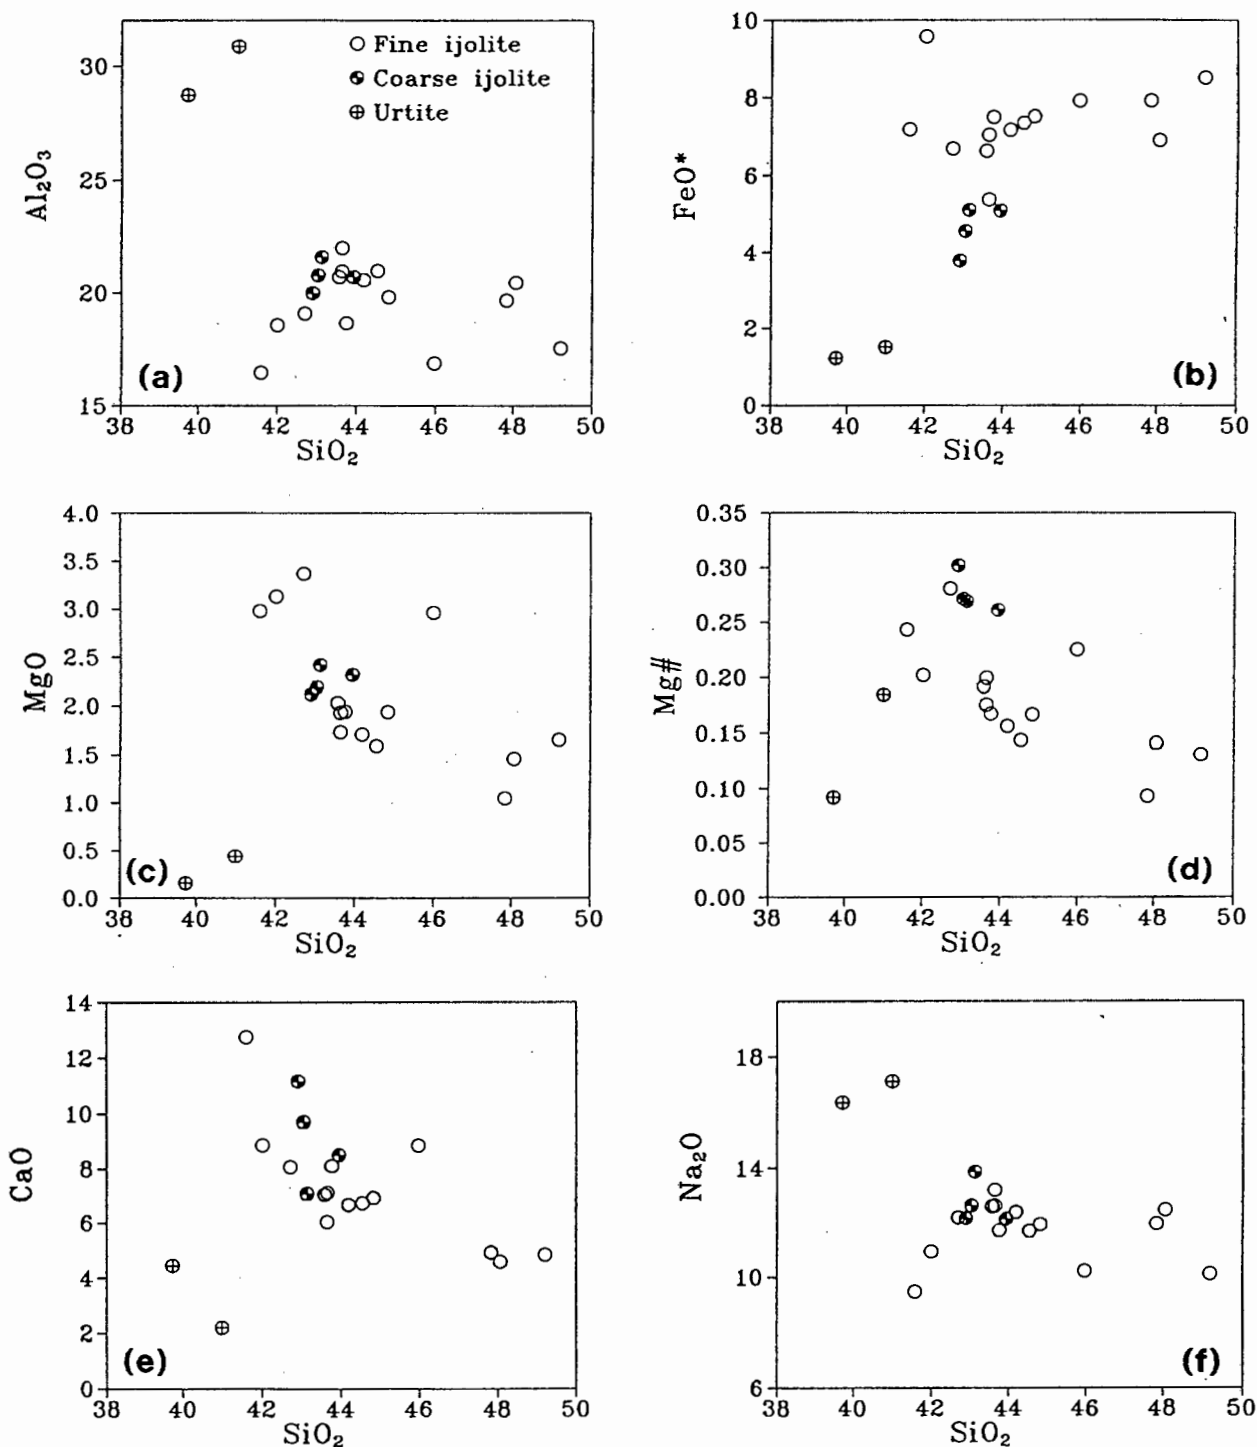 Al₂O₃
30
25
20
15
Fine ijolite
Coarse ijolite
Urtite
(a)
38 40 42 44 46 48 50
SiO₂
FeO*
10
8
6
4
2
0
(b)
38 40 42 44 46 48 50
SiO₂
MgO
4.0
3.5
3.0
2.5
2.0
1.5
1.0
0.5
0.0
(c)
38 40 42 44 46 48 50
SiO₂
Mg#
0.35
0.30
0.25
0.20
0.15
0.10
0.05
0.00
(d)
38 40 42 44 46 48 50
SiO₂
CaO
14
12
10
8
6
4
2
0
(e)
38 40 42 44 46 48 50
SiO₂
Na₂O
18
14
10
6
(f)
38 40 42 44 46 48 50
SiO₂